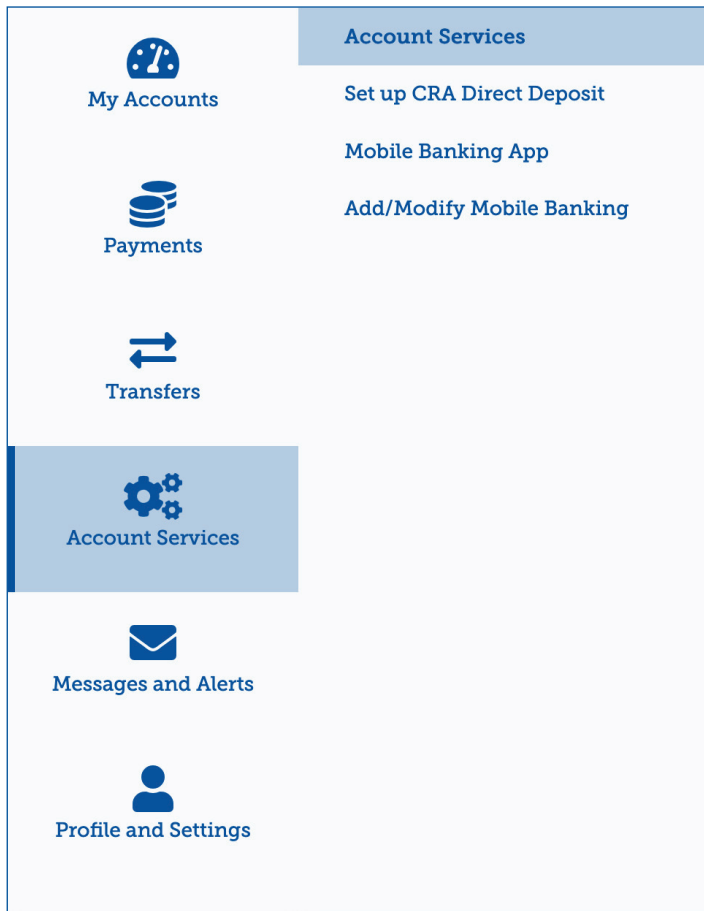 My Accounts
Payments
Transfers
Account Services
Messages and Alerts
Profile and Settings
Account Services
Set up CRA Direct Deposit
Mobile Banking App
Add/Modify Mobile Banking